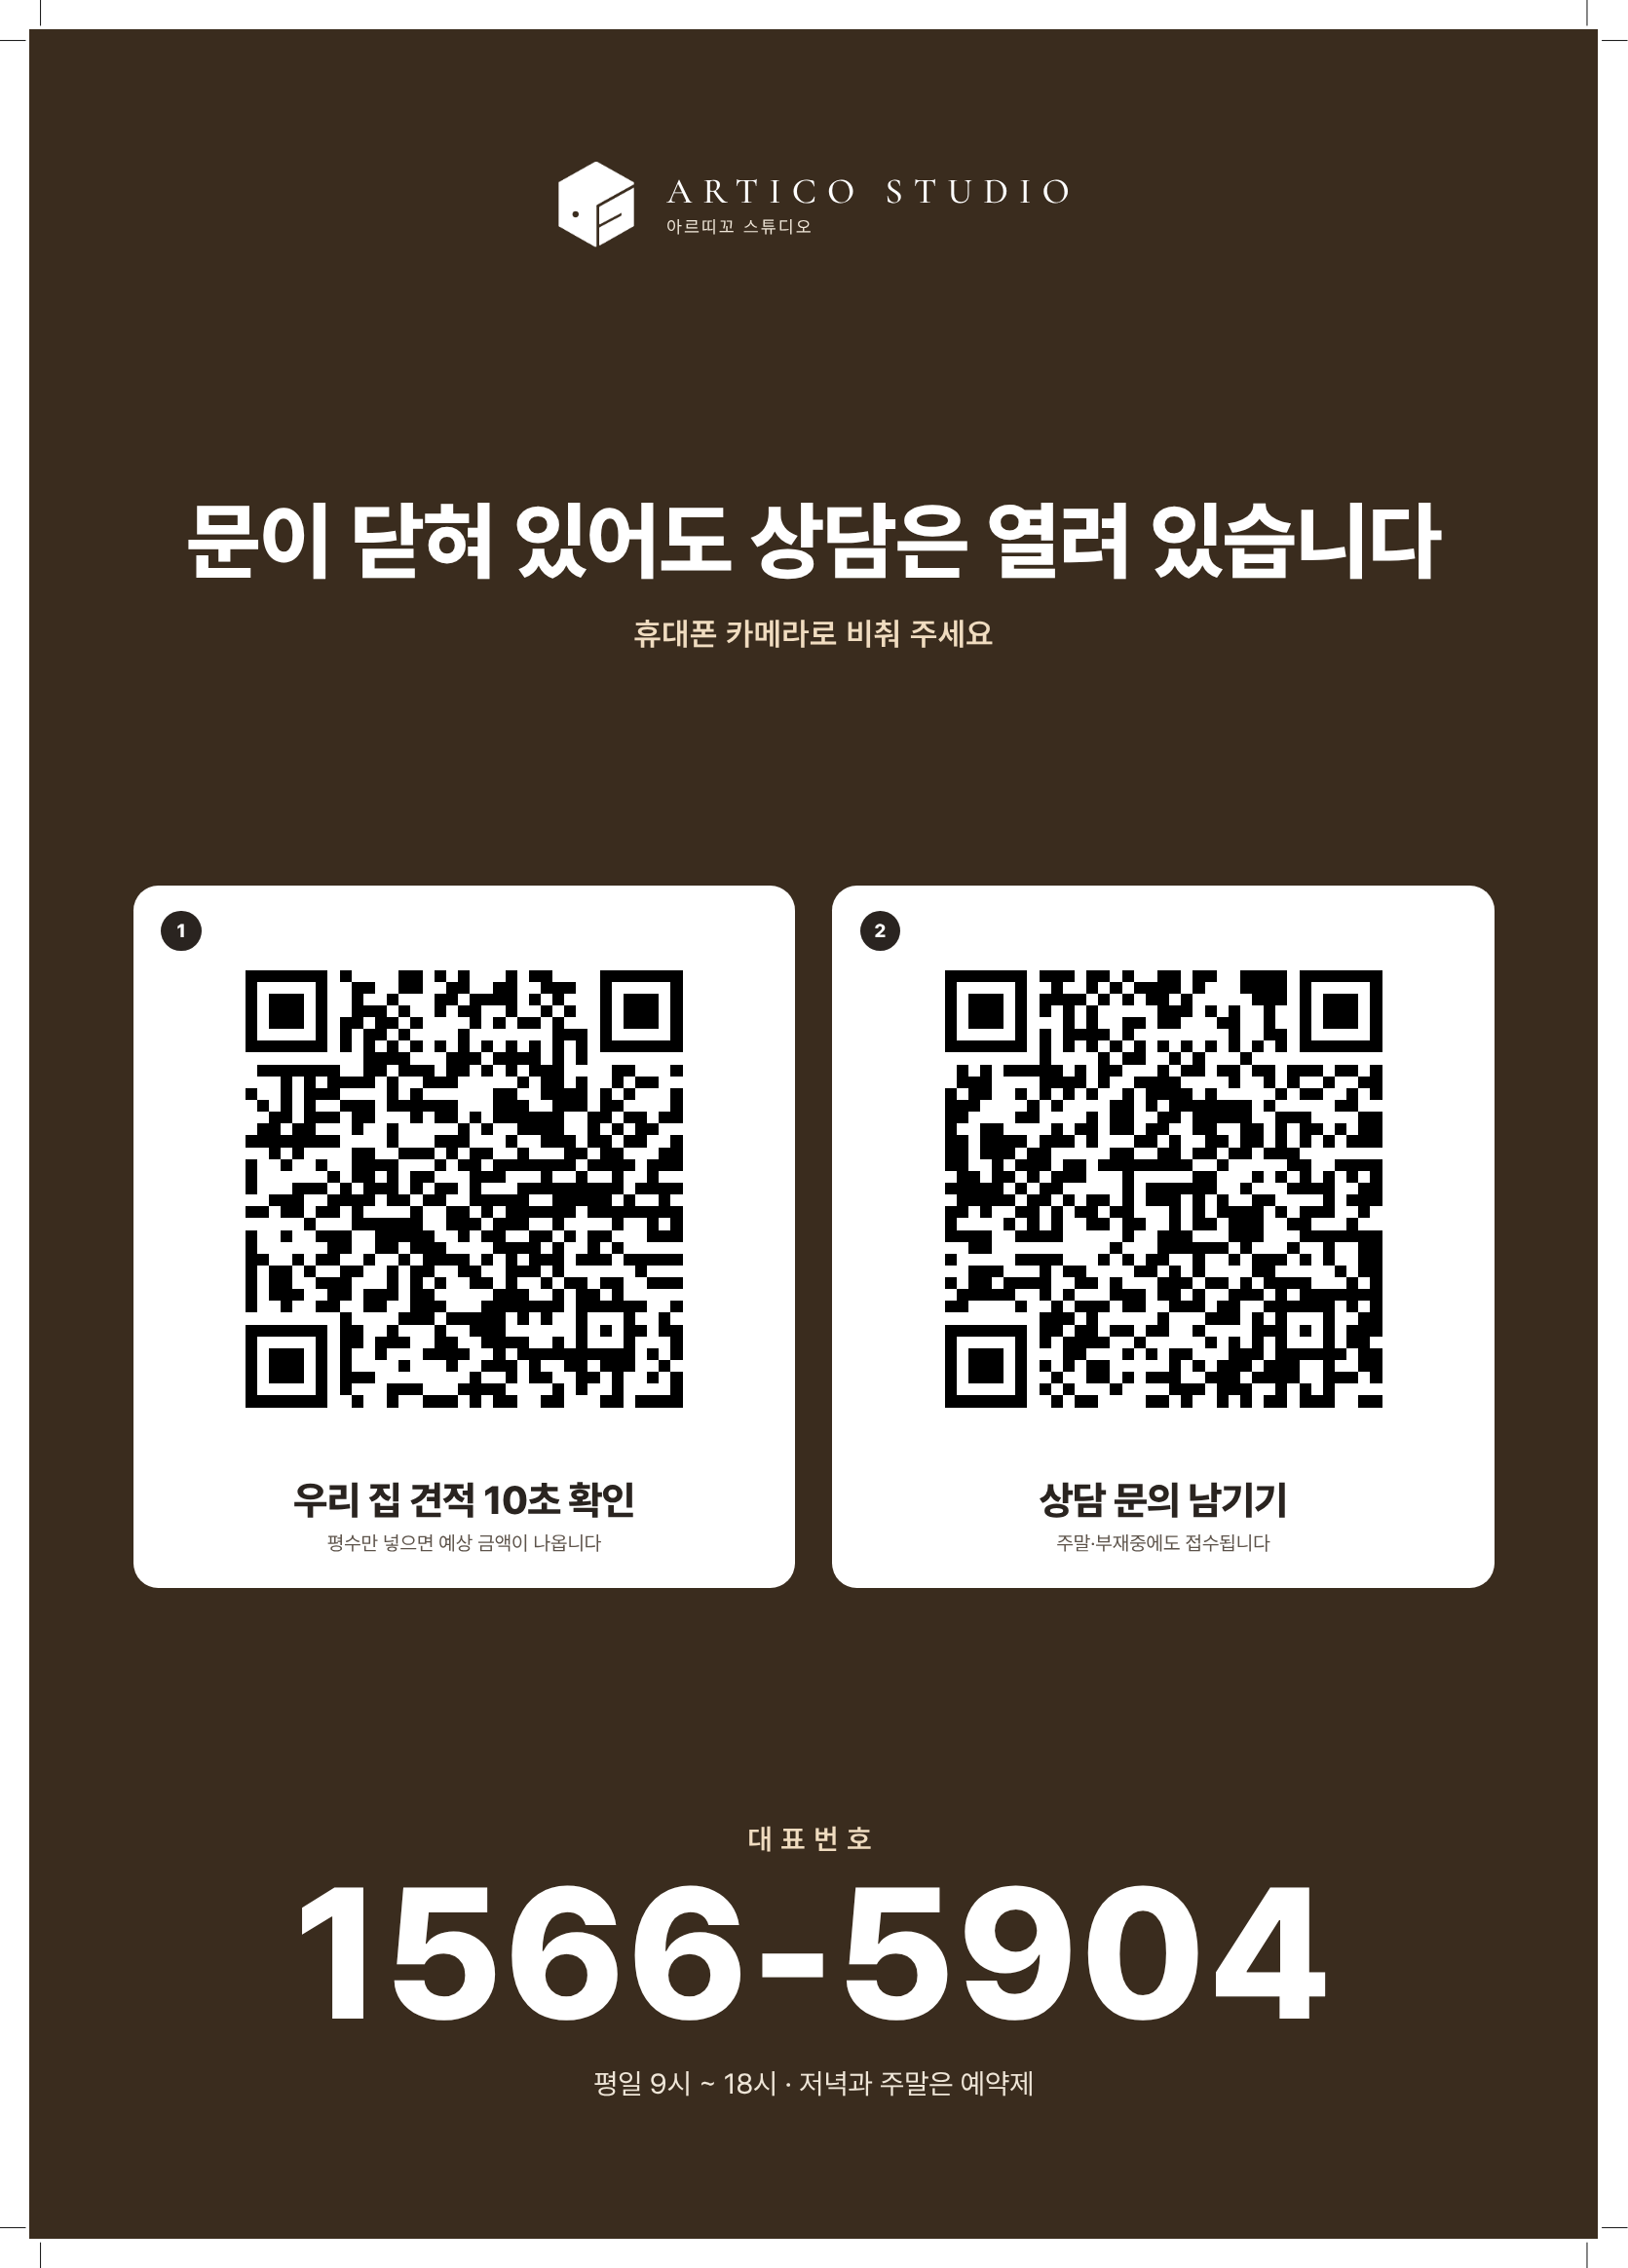 ARTICO STUDIO
아르띠꼬 스튜디오
문이 닫혀 있어도 상담은 열려 있습니다
휴대폰 카메라로 비춰 주세요
1
2
우리 집 견적 10초 확인
평수만 넣으면 예상 금액이 나옵니다
상담 문의 남기기
주말·부재중에도 접수됩니다
대표번호
1566-5904
평일 9시 ~ 18시 · 저녁과 주말은 예약제